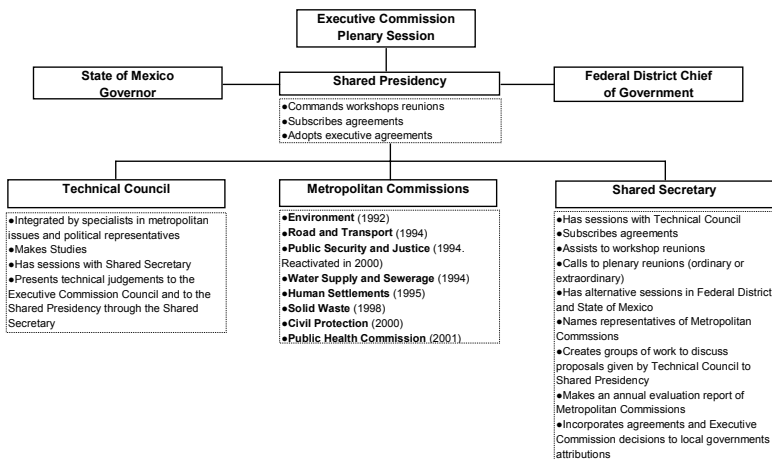 Executive Commission
Plenary Session
State of Mexico
Governor
Shared Presidency
Federal District Chief
of Government
●Commands workshops reunions
●Subscribes agreements
●Adopts executive agreements
Technical Council
●Integrated by specialists in metropolitan
issues and political representatives
●Makes Studies
●Has sessions with Shared Secretary
●Presents technical judgements to the
Executive Commission Council and to the
Shared Presidency through the Shared
Secretary
Metropolitan Commissions
●Environment (1992)
●Road and Transport (1994)
●Public Security and Justice (1994.
Reactivated in 2000)
●Water Supply and Sewerage (1994)
●Human Settlements (1995)
●Solid Waste (1998)
●Civil Protection (2000)
●Public Health Commission (2001)
Shared Secretary
●Has sessions with Technical Council
●Subscribes agreements
●Assists to workshop reunions
●Calls to plenary reunions (ordinary or
extraordinary)
●Has alternative sessions in Federal District
and State of Mexico
●Names representatives of Metropolitan
Commssions
●Creates groups of work to discuss
proposals given by Technical Council to
Shared Presidency
●Makes an annual evaluation report of
Metropolitan Commissions
●Incorporates agreements and Executive
Commission decisions to local governments
attributions